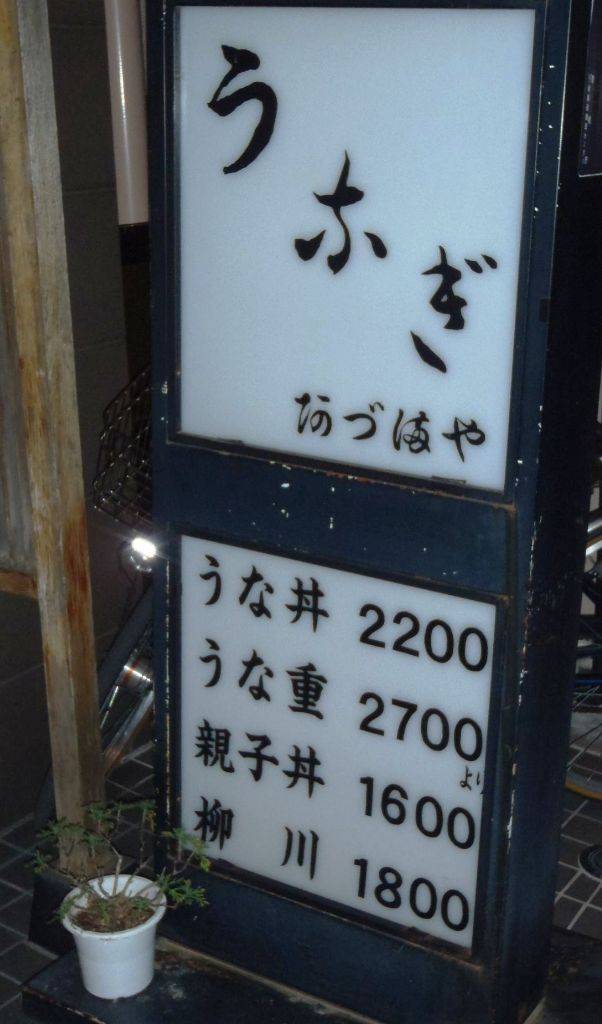 うなぎ
あづまや
うな丼 2200
うな重 2700
より
親子丼 1600
柳川 1800